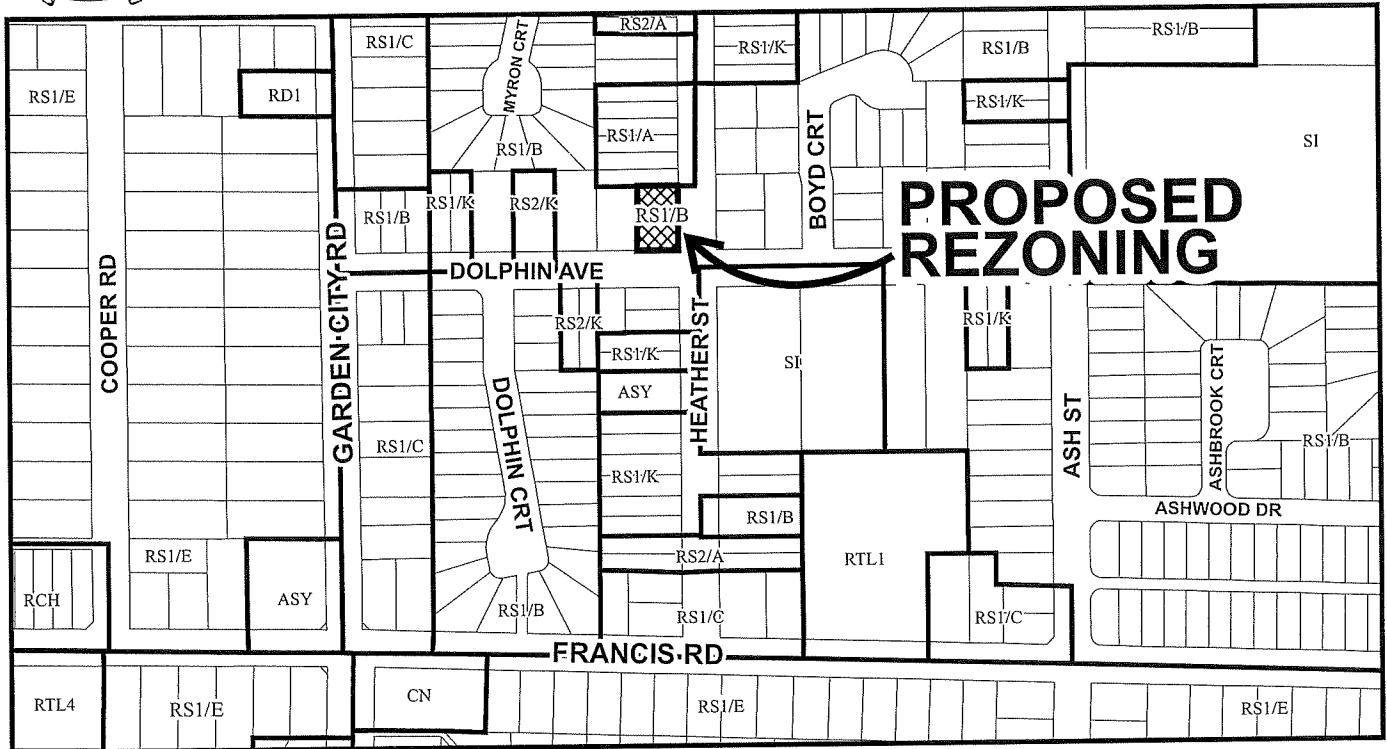 RS2/A
RS1/B
RS1/C
MYRON CRT
RS1/K
RS1/B
RS1/E
RD1
RS1/K
RS1/A
BOYD CRT
SI
RS1/B
PROPOSED
REZONING
RS1/K
RS2/K
RS1/B
RS1/B
GARDEN CITY RD
COOPER RD
DOLPHIN AVE
HEATHER ST
RS2/K
RS1/K
RS1/K
SI
ASY
DOLPHIN CRT
ASH ST
ASHBROOK CRT
RS1/B
RS1/C
RS1/K
RS1/B
ASHWOOD DR
RS1/E
RS2/A
RTL1
RCH
ASY
RS1/B
RS1/C
RS1/C
FRANCIS RD
RTL4
RS1/E
CN
RS1/E
RS1/E